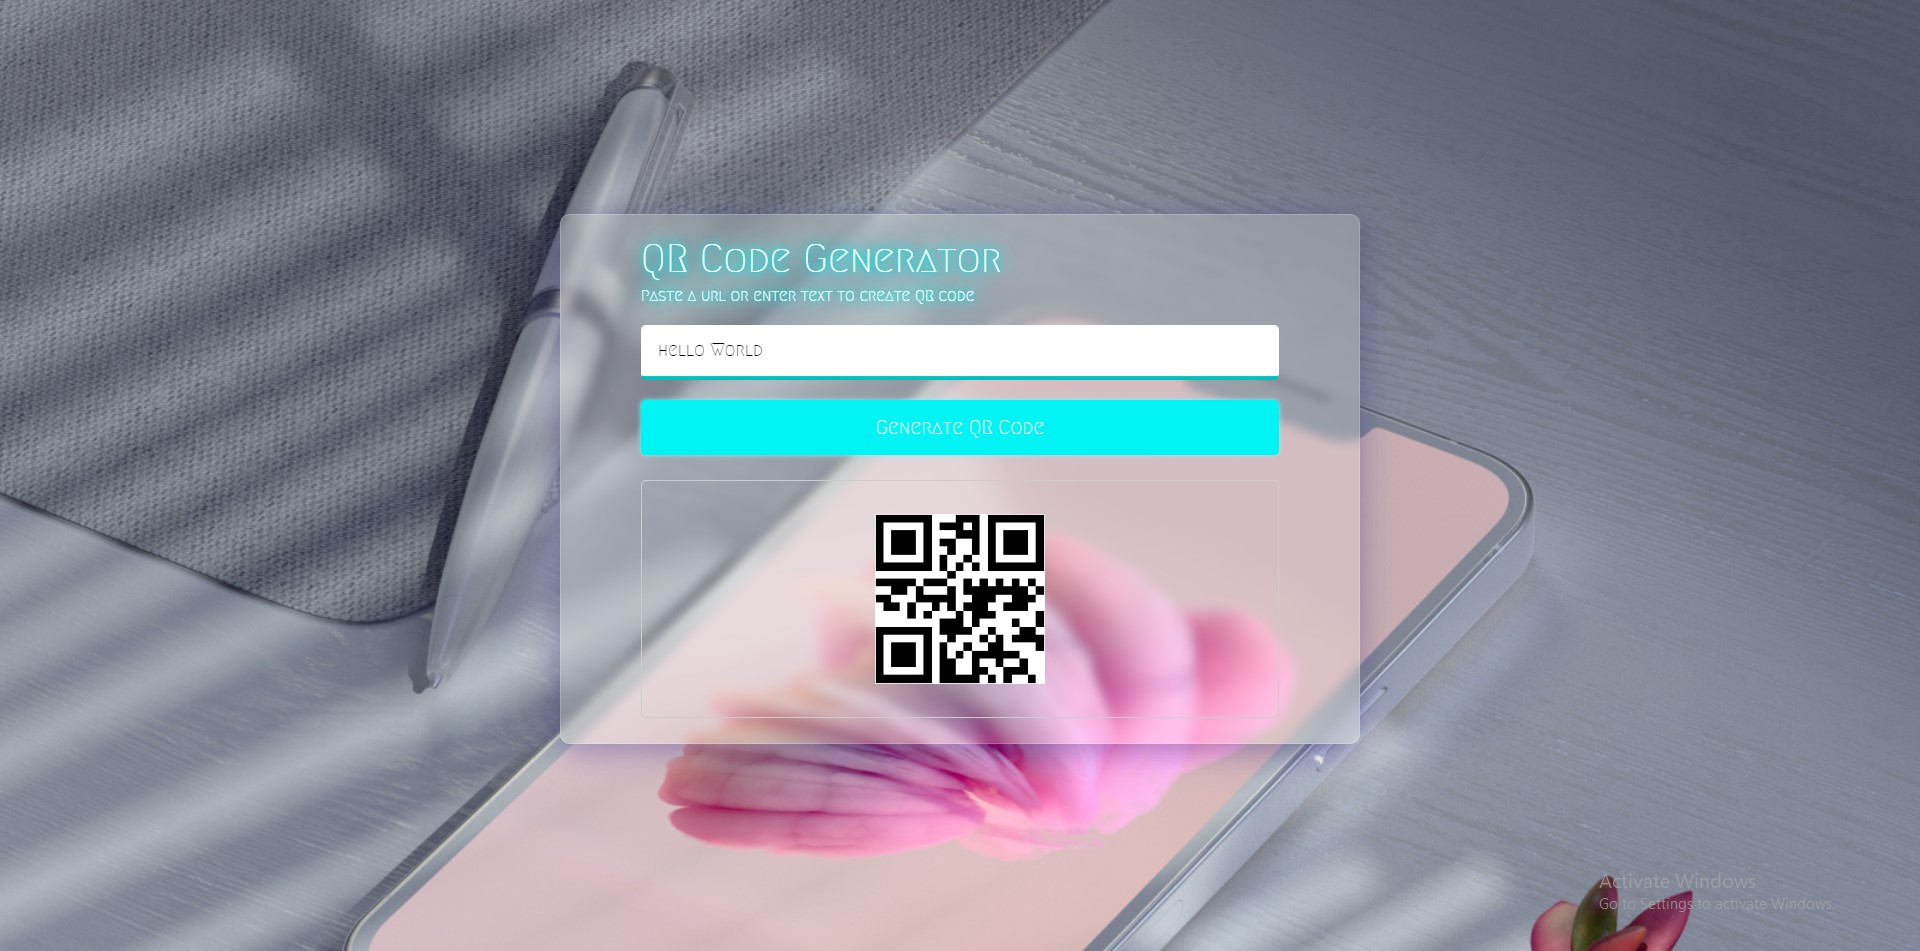 QR Code Generator
Paste a url or enter text to create QR code
Hello World
Generate QR Code
Activate Windows
Go to Settings to activate Windows.